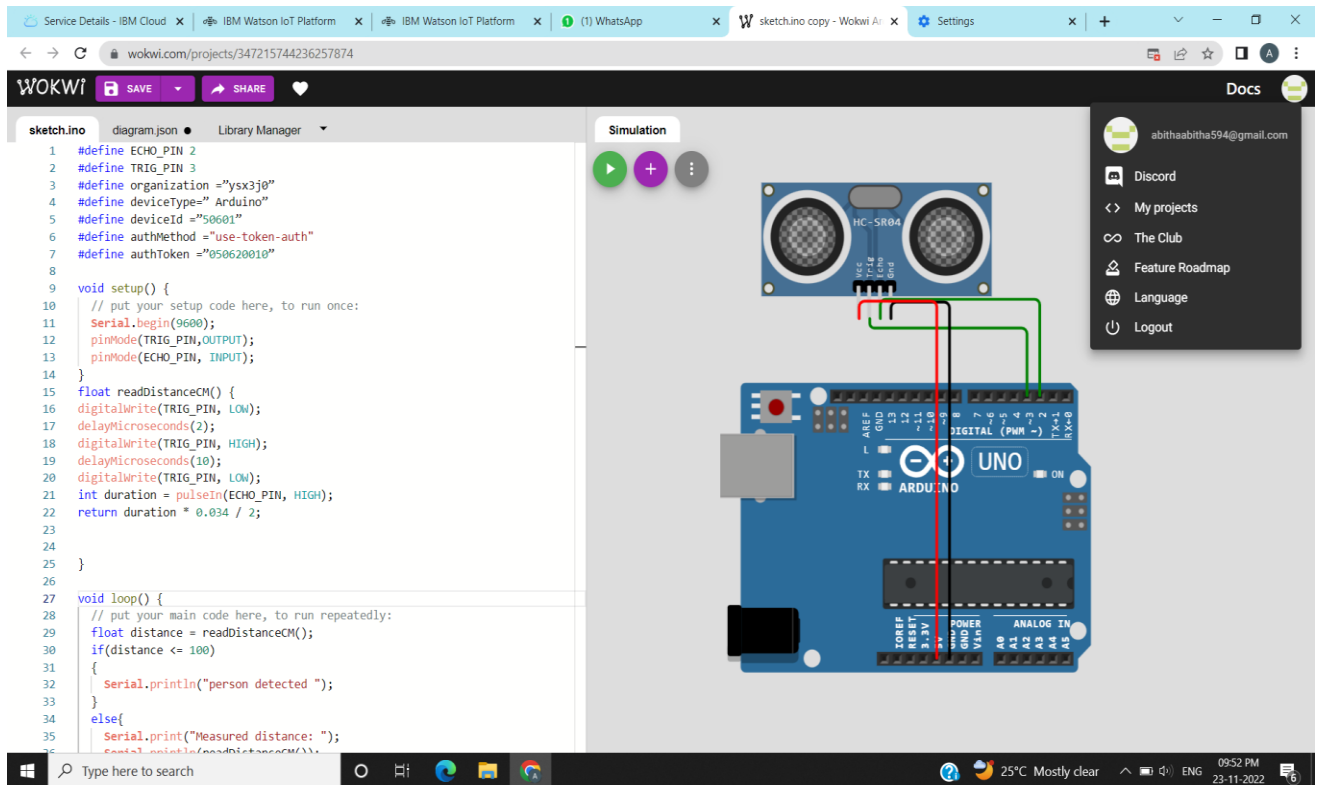 Service Details - IBM Cloud
IBM Watson IoT Platform
IBM Watson IoT Platform
(1) WhatsApp
sketch.ino copy - Wokwi Ar
Settings
wokwi.com/projects/347215744236257874
A
WOKWi
SAVE
SHARE
Docs
sketch.ino
diagram.json
Library Manager
Simulation
abithaabitha594@gmail.com
Discord
My projects
The Club
Feature Roadmap
Language
Logout
1 #define ECHO_PIN 2
2 #define TRIG_PIN 3
3 #define organization =”ysx3j0”
4 #define deviceType=” Arduino”
5 #define deviceId =”50601”
6 #define authMethod ="use-token-auth"
7 #define authToken =”050620010”
8
9 void setup() {
10 // put your setup code here, to run once:
11 Serial.begin(9600);
12 pinMode(TRIG_PIN,OUTPUT);
13 pinMode(ECHO_PIN, INPUT);
14 }
15 float readDistanceCM() {
16 digitalWrite(TRIG_PIN, LOW);
17 delayMicroseconds(2);
18 digitalWrite(TRIG_PIN, HIGH);
19 delayMicroseconds(10);
20 digitalWrite(TRIG_PIN, LOW);
21 int duration = pulseIn(ECHO_PIN, HIGH);
22 return duration * 0.034 / 2;
23
24
25 }
26
27 void loop() {
28 // put your main code here, to run repeatedly:
29 float distance = readDistanceCM();
30 if(distance <= 100)
31 {
32 Serial.println("person detected ");
33 }
34 else{
35 Serial.print("Measured distance: ");
36 Serial.println(readDistanceCM());
HC-SR04
Vcc
Trig
Echo
Gnd
AREF
GND
13
12
~11
~10
~9
8
7
~6
~5
4
~3
2
TX→1
RX←0
DIGITAL (PWM ~)
L
TX
RX
ARDUINO
UNO
ON
IOREF
RESET
3.3V
5V
GND
GND
Vin
POWER
ANALOG IN
A0
A1
A2
A3
A4
A5
Type here to search
25°C Mostly clear
ENG
09:52 PM
23-11-2022
6